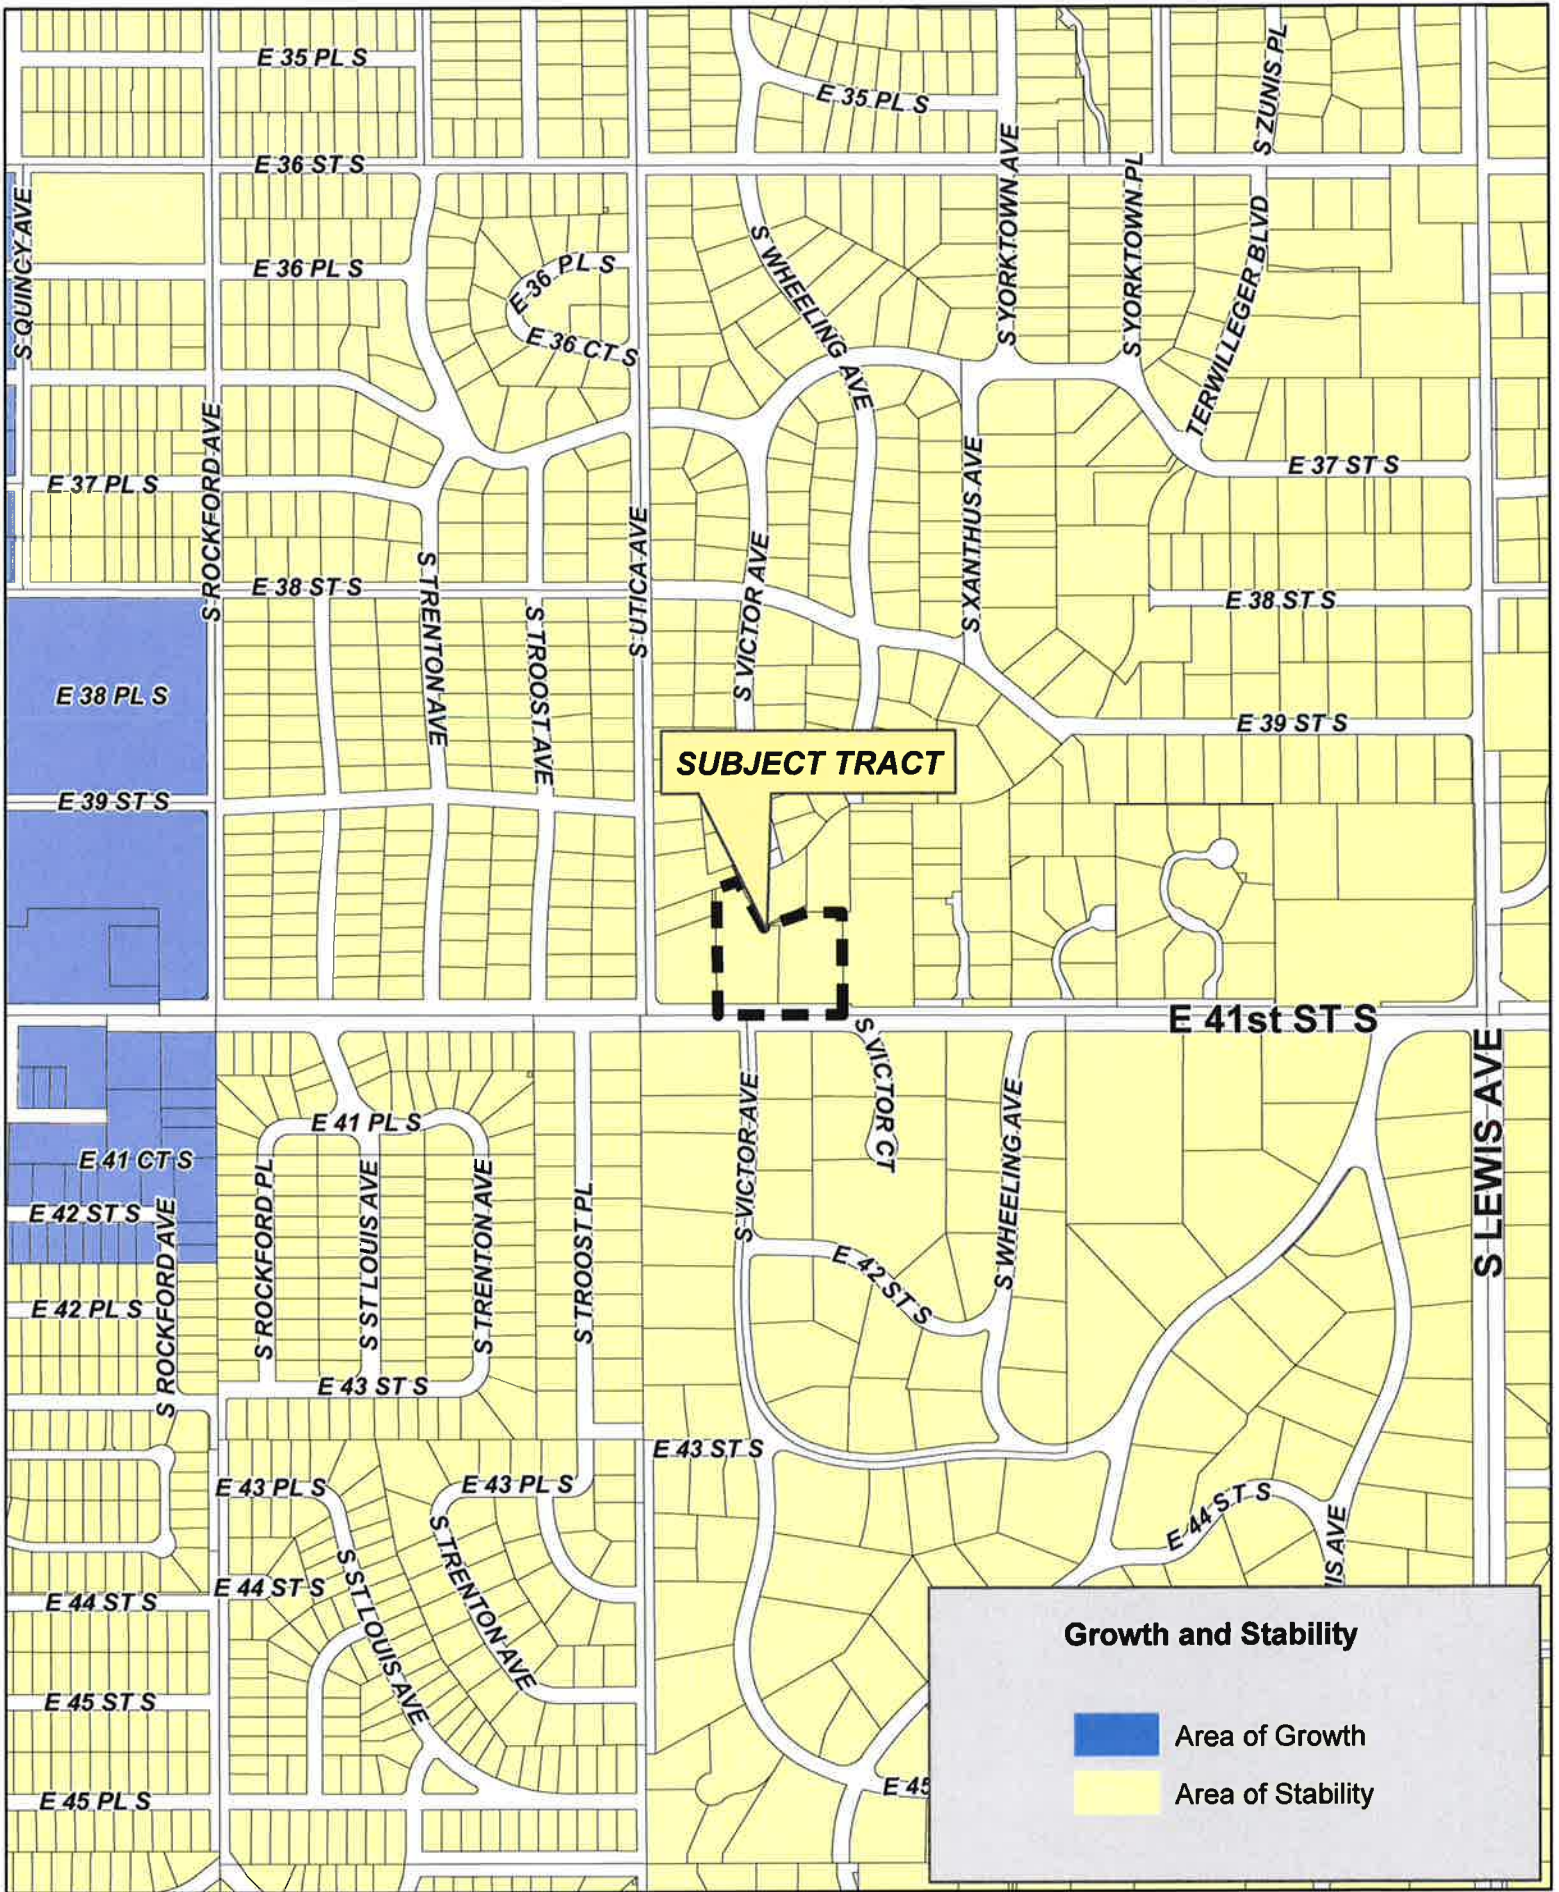 E 35 PL S
E 35 PL S
S ZUNIS PL
E 36 ST S
S QUINCY AVE
S YORKTOWN AVE
S YORKTOWN PL
E 36 PL S
E 36 PL S
E 36 CT S
S WHEELING AVE
TERWILLEGER BLVD
S ROCKFORD AVE
E 37 PL S
E 37 ST S
S XANTHUS AVE
S UTICA AVE
S VICTOR AVE
E 38 ST S
S TRENTON AVE
S TROOST AVE
E 38 ST S
E 38 PL S
E 39 ST S
SUBJECT TRACT
E 39 ST S
E 41st ST S
S VICTOR CT
S LEWIS AVE
S VICTOR AVE
S WHEELING AVE
E 41 PL S
E 41 CT S
E 42 ST S
S ROCKFORD AVE
S ROCKFORD PL
S ST LOUIS AVE
S TRENTON AVE
S TROOST PL
E 42 ST S
E 42 PL S
E 43 ST S
E 43 ST S
E 43 PL S
E 43 PL S
E 44 ST S
S TRENTON AVE
S ST LOUIS AVE
E 44 ST S
E 44 ST S
IS AVE
E 45 ST S
E 45 PL S
E 45
Growth and Stability
Area of Growth
Area of Stability